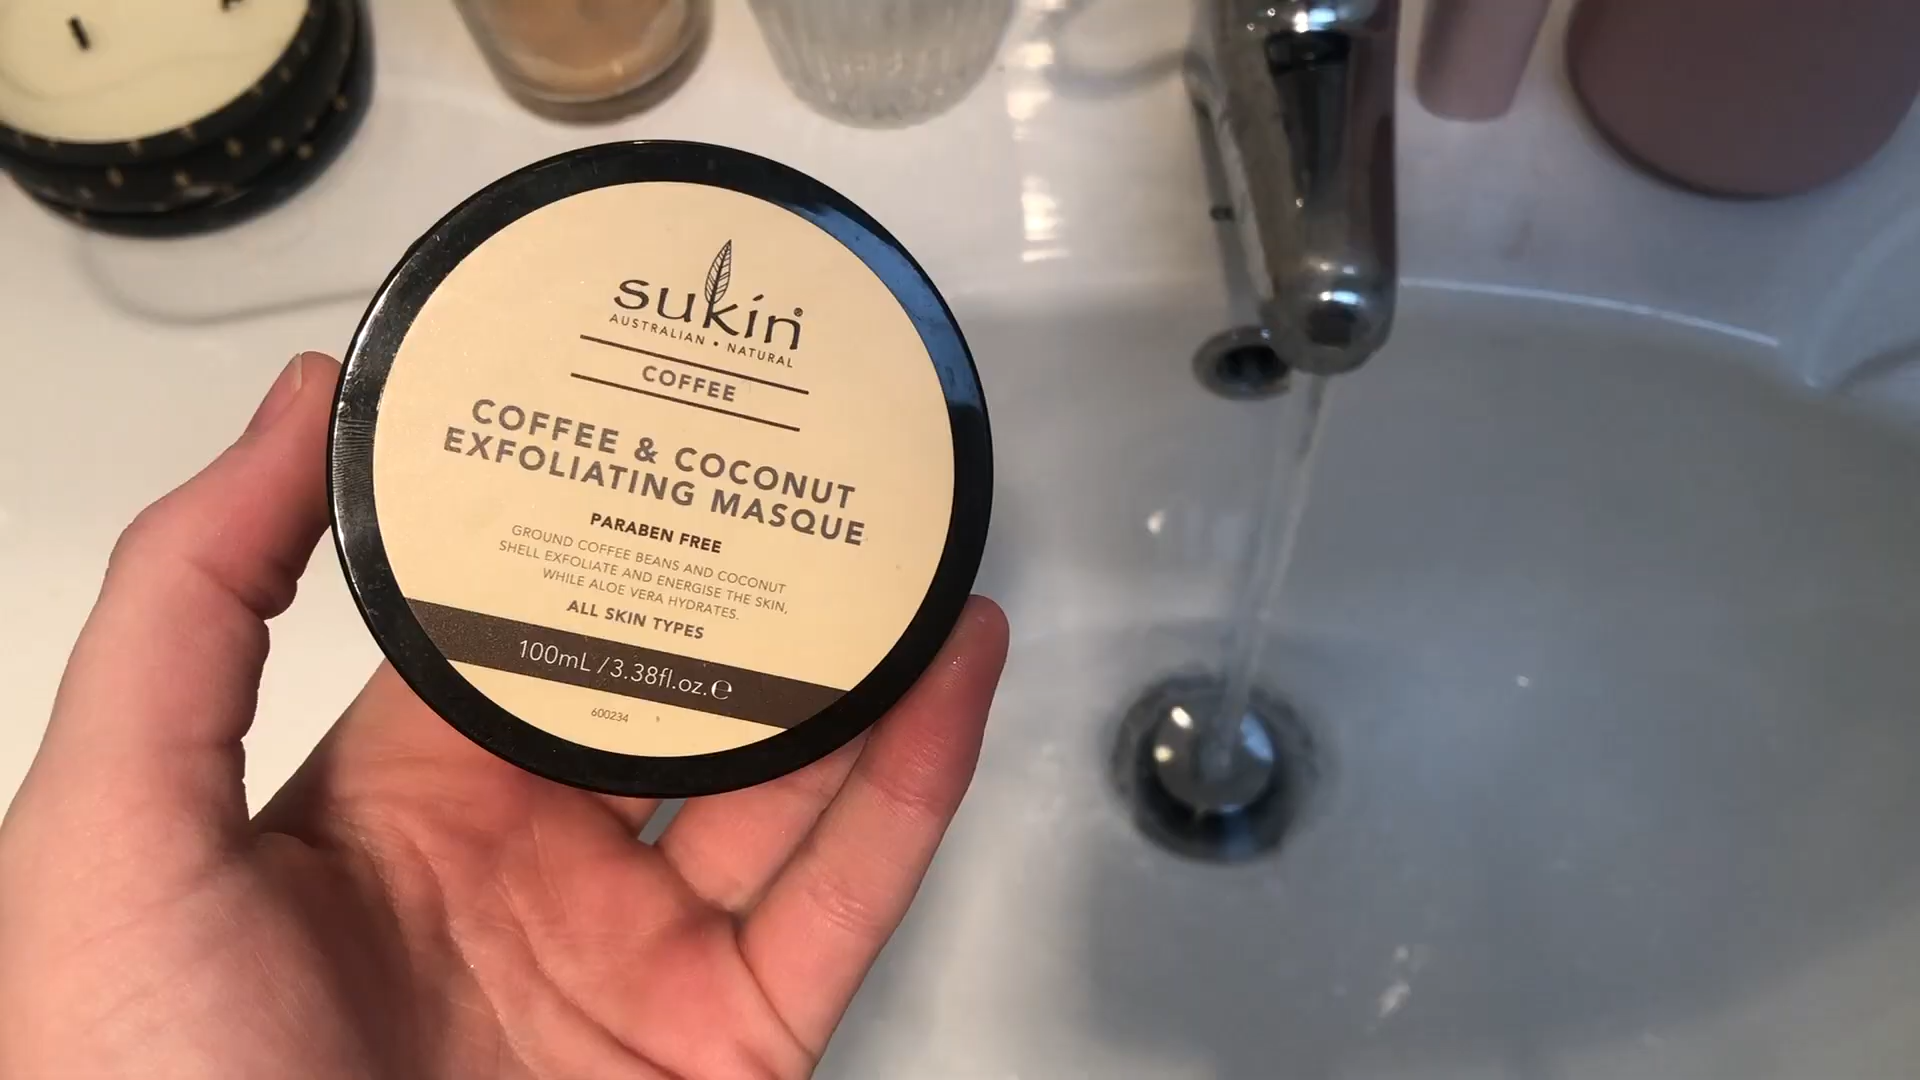 sukin®
AUSTRALIAN • NATURAL
COFFEE
COFFEE & COCONUT
EXFOLIATING MASQUE
PARABEN FREE
GROUND COFFEE BEANS AND COCONUT
SHELL EXFOLIATE AND ENERGISE THE SKIN,
WHILE ALOE VERA HYDRATES.
ALL SKIN TYPES
100mL / 3.38fl.oz.℮
600234